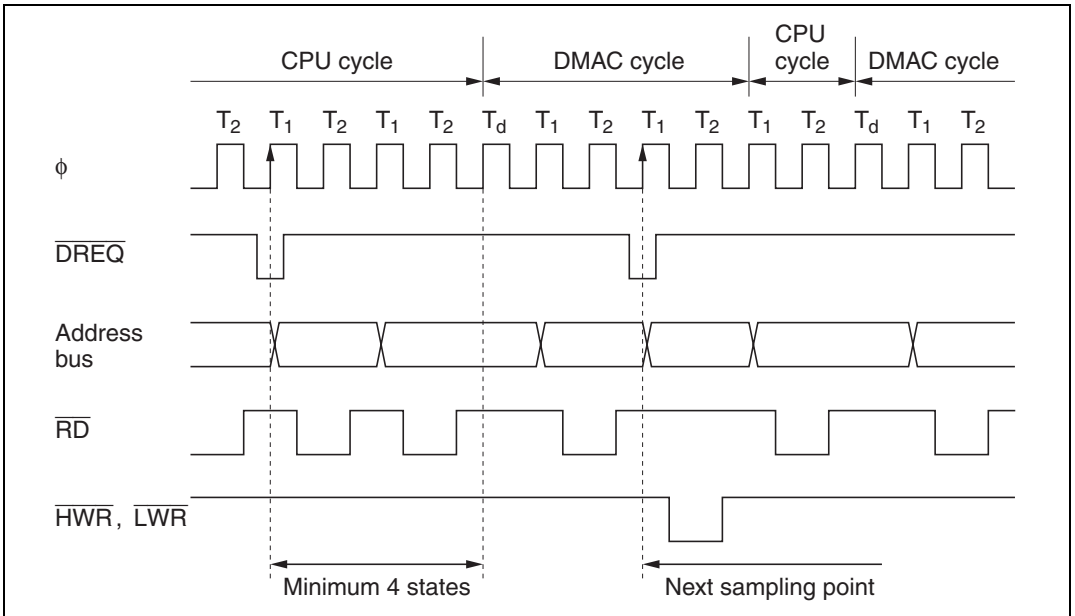 CPU cycle DMAC cycle CPU cycle DMAC cycle
T2 T1 T2 T1 T2 Td T1 T2 T1 T2 T1 T2 Td T1 T2
ϕ
DREQ
Address
bus
RD
HWR, LWR
Minimum 4 states Next sampling point